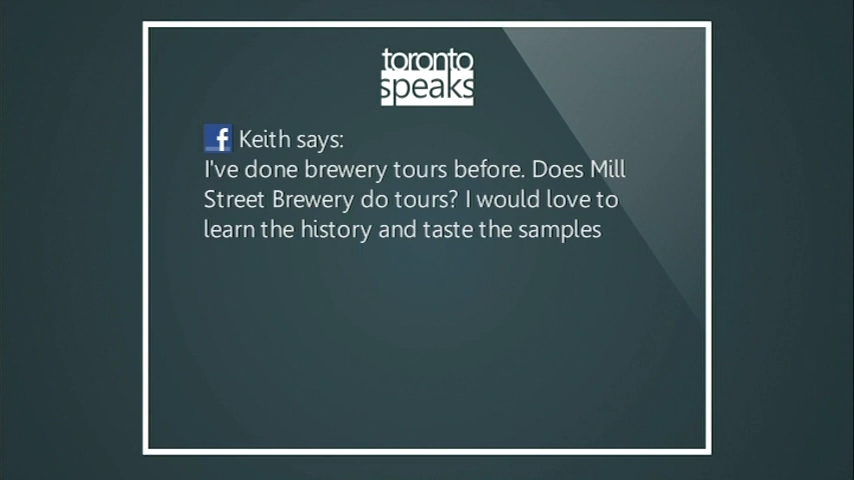 toronto
speaks
f Keith says:
I've done brewery tours before. Does Mill
Street Brewery do tours? I would love to
learn the history and taste the samples